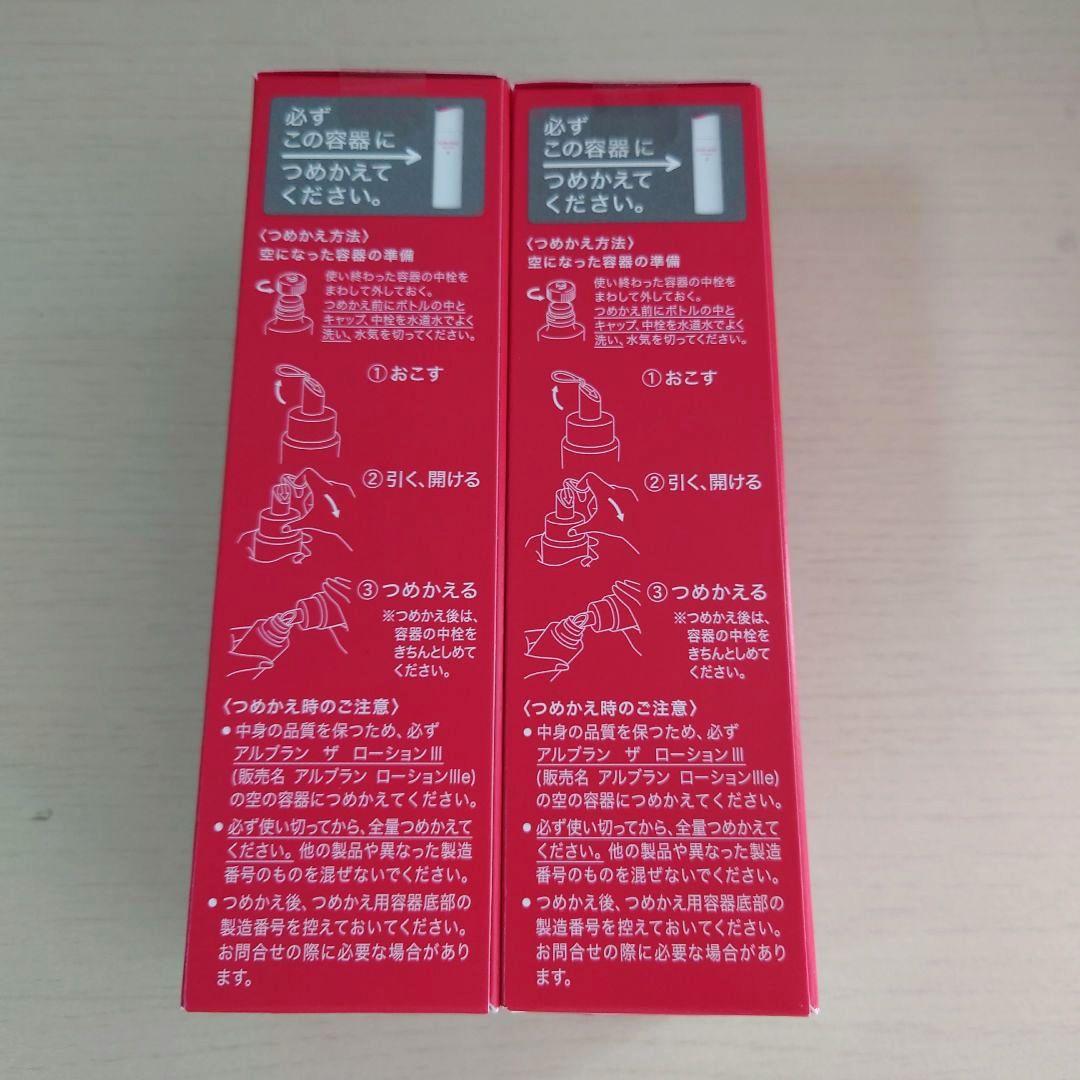 必ず
この容器に
つめかえて
ください。
〈つめかえ方法〉
空になった容器の準備
使い終わった容器の中栓を
まわして外しておく。
つめかえ前にボトルの中と
キャップ、中栓を水道水でよく
洗い、水気を切ってください。
①おこす
②引く、開ける
③つめかえる
※つめかえ後は、
容器の中栓を
きちんとしめて
ください。
〈つめかえ時のご注意〉
•中身の品質を保つため、必ず
アルブラン ザ ローションⅢ
(販売名 アルブラン ローションⅢe)
の空の容器につめかえてください。
•必ず使い切ってから、全量つめかえて
ください。他の製品や異なった製造
番号のものを混ぜないでください。
•つめかえ後、つめかえ用容器底部の
製造番号を控えておいてください。
お問合せの際に必要な場合があり
ます。
必ず
この容器に
つめかえて
ください。
〈つめかえ方法〉
空になった容器の準備
使い終わった容器の中栓を
まわして外しておく。
つめかえ前にボトルの中と
キャップ、中栓を水道水でよく
洗い、水気を切ってください。
①おこす
②引く、開ける
③つめかえる
※つめかえ後は、
容器の中栓を
きちんとしめて
ください。
〈つめかえ時のご注意〉
•中身の品質を保つため、必ず
アルブラン ザ ローションⅢ
(販売名 アルブラン ローションⅢe)
の空の容器につめかえてください。
•必ず使い切ってから、全量つめかえて
ください。他の製品や異なった製造
番号のものを混ぜないでください。
•つめかえ後、つめかえ用容器底部の
製造番号を控えておいてください。
お問合せの際に必要な場合があり
ます。